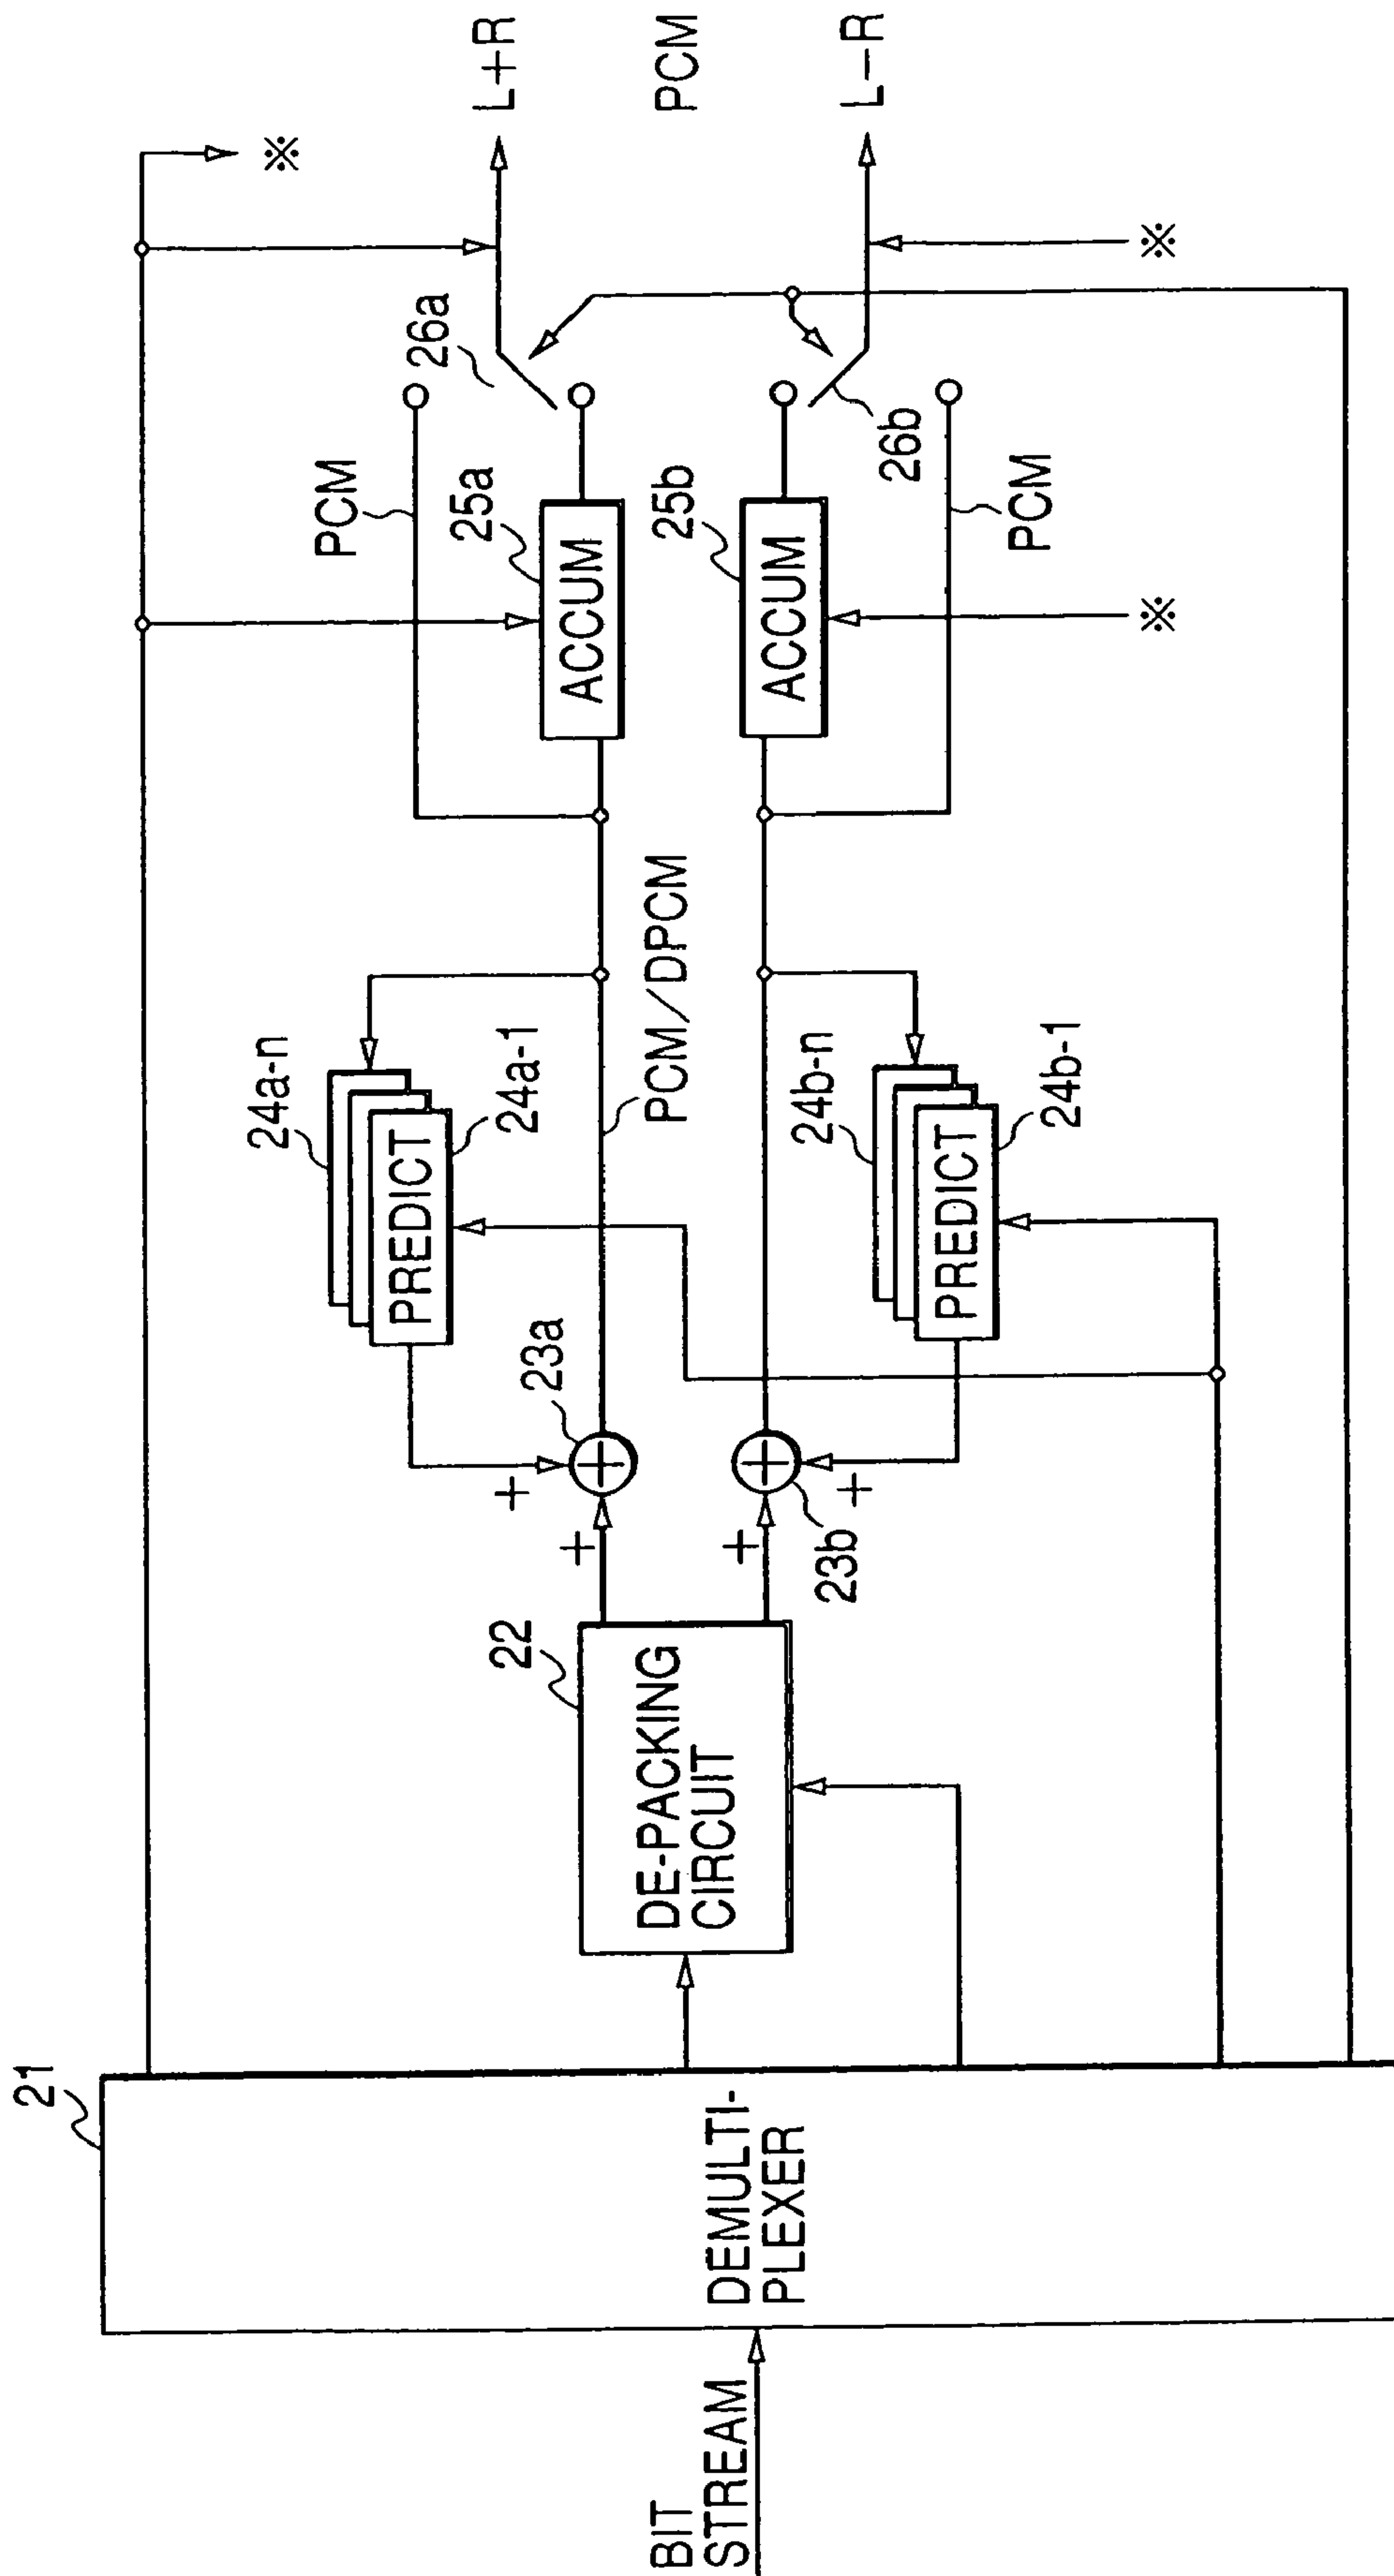 ※
L+R
PCM
L−R
※
26a
26b
PCM
25a
ACCUM
25b
ACCUM
PCM
※
PCM/DPCM
24a-n
24a-1
PREDICT
24b-n
24b-1
PREDICT
23a
+
+
23b
+
+
22
DE-PACKING
CIRCUIT
21
DEMULTI-
PLEXER
BIT
STREAM